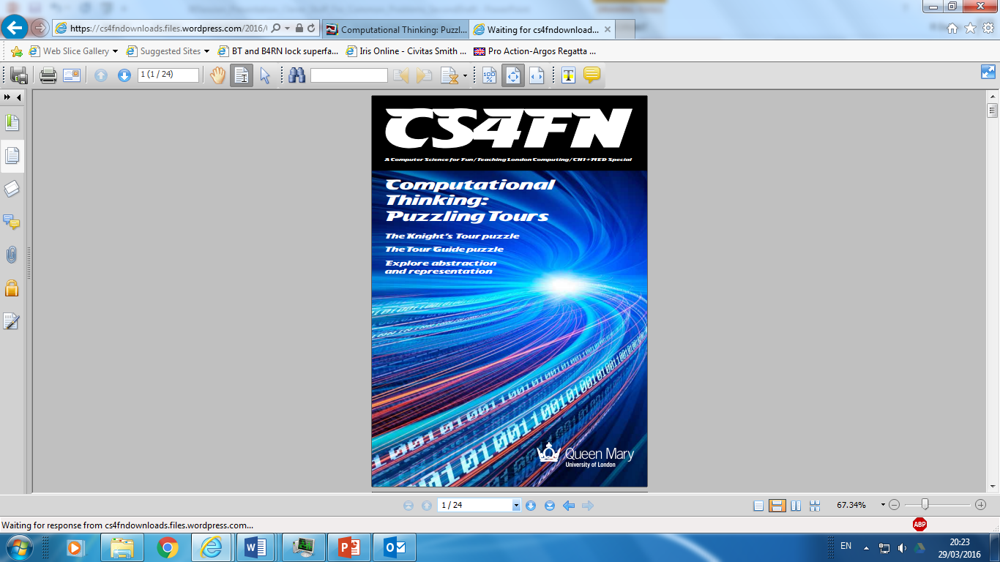 https://cs4fndownloads.files.wordpress.com/2016/
Computational Thinking: Puzzl...
Waiting for cs4fndownload...
Web Slice Gallery
Suggested Sites
BT and B4RN lock superfa...
Iris Online - Civitas Smith ...
Pro Action-Argos Regatta ...
1 (1 / 24)
CS4FN
A Computer Science for Fun/Teaching London Computing/CHI+MED Special
Computational
Thinking:
Puzzling Tours
The Knight's Tour puzzle
The Tour Guide puzzle
Explore abstraction
and representation
Queen Mary
University of London
1 / 24
67.34%
Waiting for response from cs4fndownloads.files.wordpress.com...
ABP
EN
20:23
29/03/2016